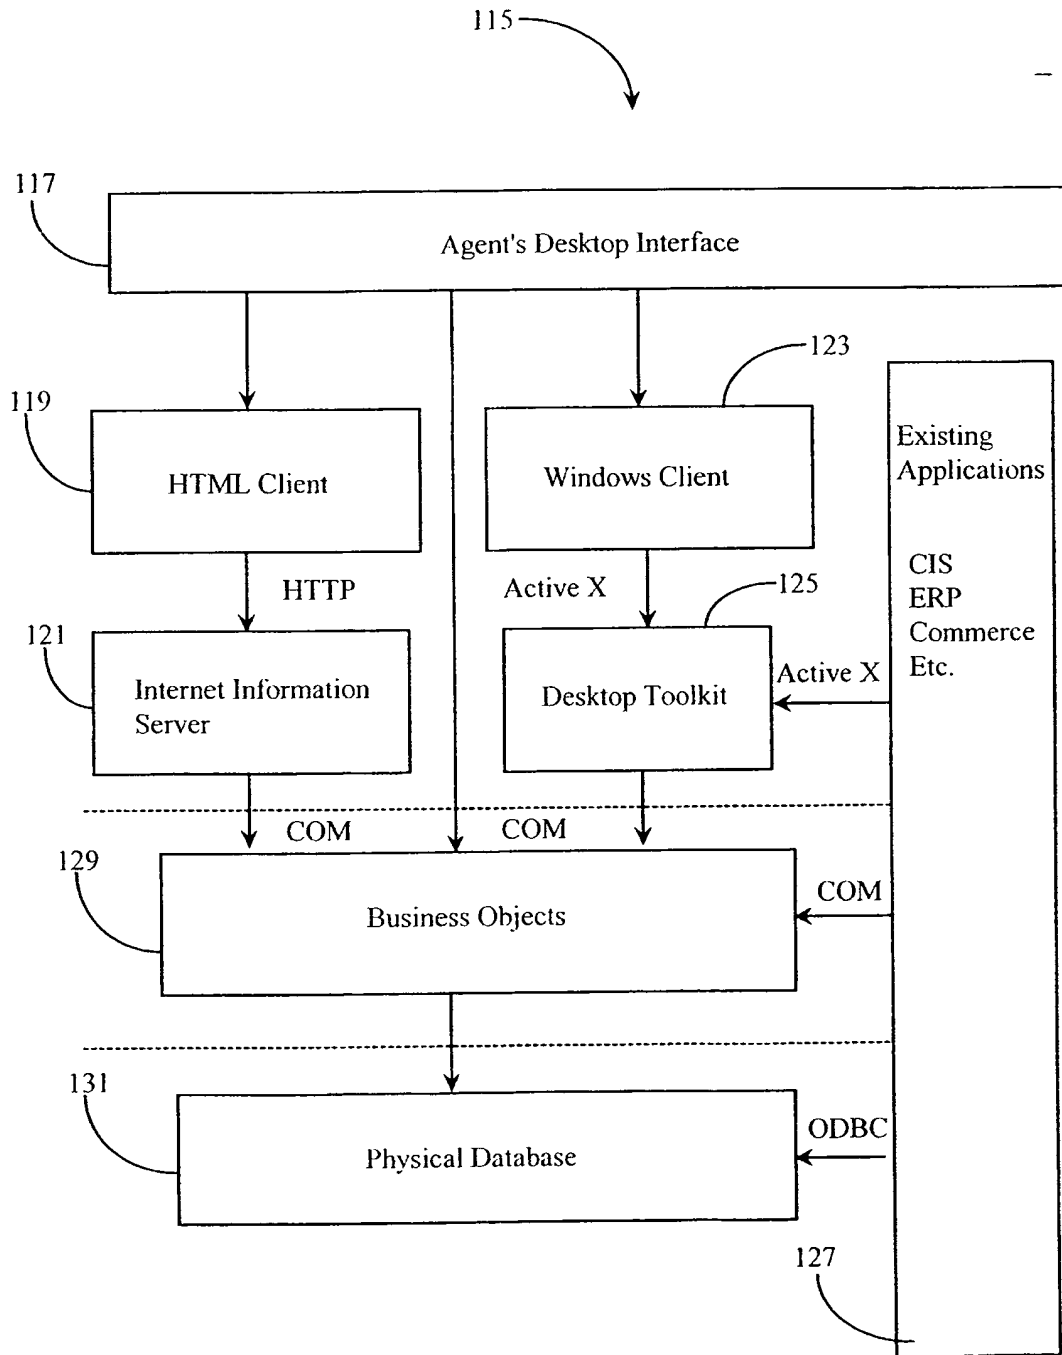 115
117
Agent's Desktop Interface
123
119
HTML Client
Windows Client
Existing
Applications
HTTP
Active X
CIS
ERP
Commerce
Etc.
125
121
Internet Information
Server
Desktop Toolkit
Active X
COM
COM
129
Business Objects
COM
131
Physical Database
ODBC
127